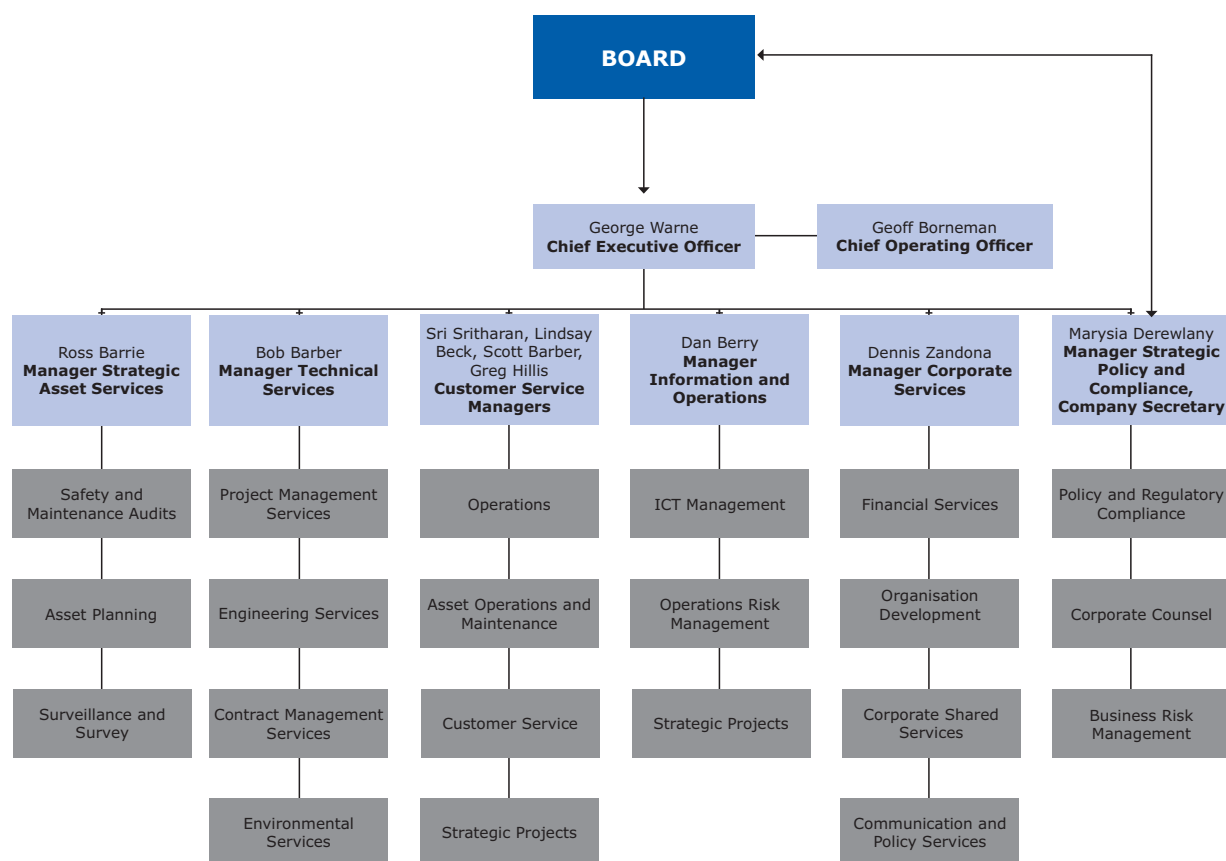 BOARD
George Warne
Chief Executive Officer
Geoff Borneman
Chief Operating Officer
Ross Barrie
Manager Strategic
Asset Services
Bob Barber
Manager Technical
Services
Sri Sritharan, Lindsay
Beck, Scott Barber,
Greg Hillis
Customer Service
Managers
Dan Berry
Manager
Information and
Operations
Dennis Zandona
Manager Corporate
Services
Marysia Derewlany
Manager Strategic
Policy and
Compliance,
Company Secretary
Safety and
Maintenance Audits
Project Management
Services
Operations
ICT Management
Financial Services
Policy and Regulatory
Compliance
Asset Planning
Engineering Services
Asset Operations and
Maintenance
Operations Risk
Management
Organisation
Development
Corporate Counsel
Surveillance and
Survey
Contract Management
Services
Customer Service
Strategic Projects
Corporate Shared
Services
Business Risk
Management
Environmental
Services
Strategic Projects
Communication and
Policy Services